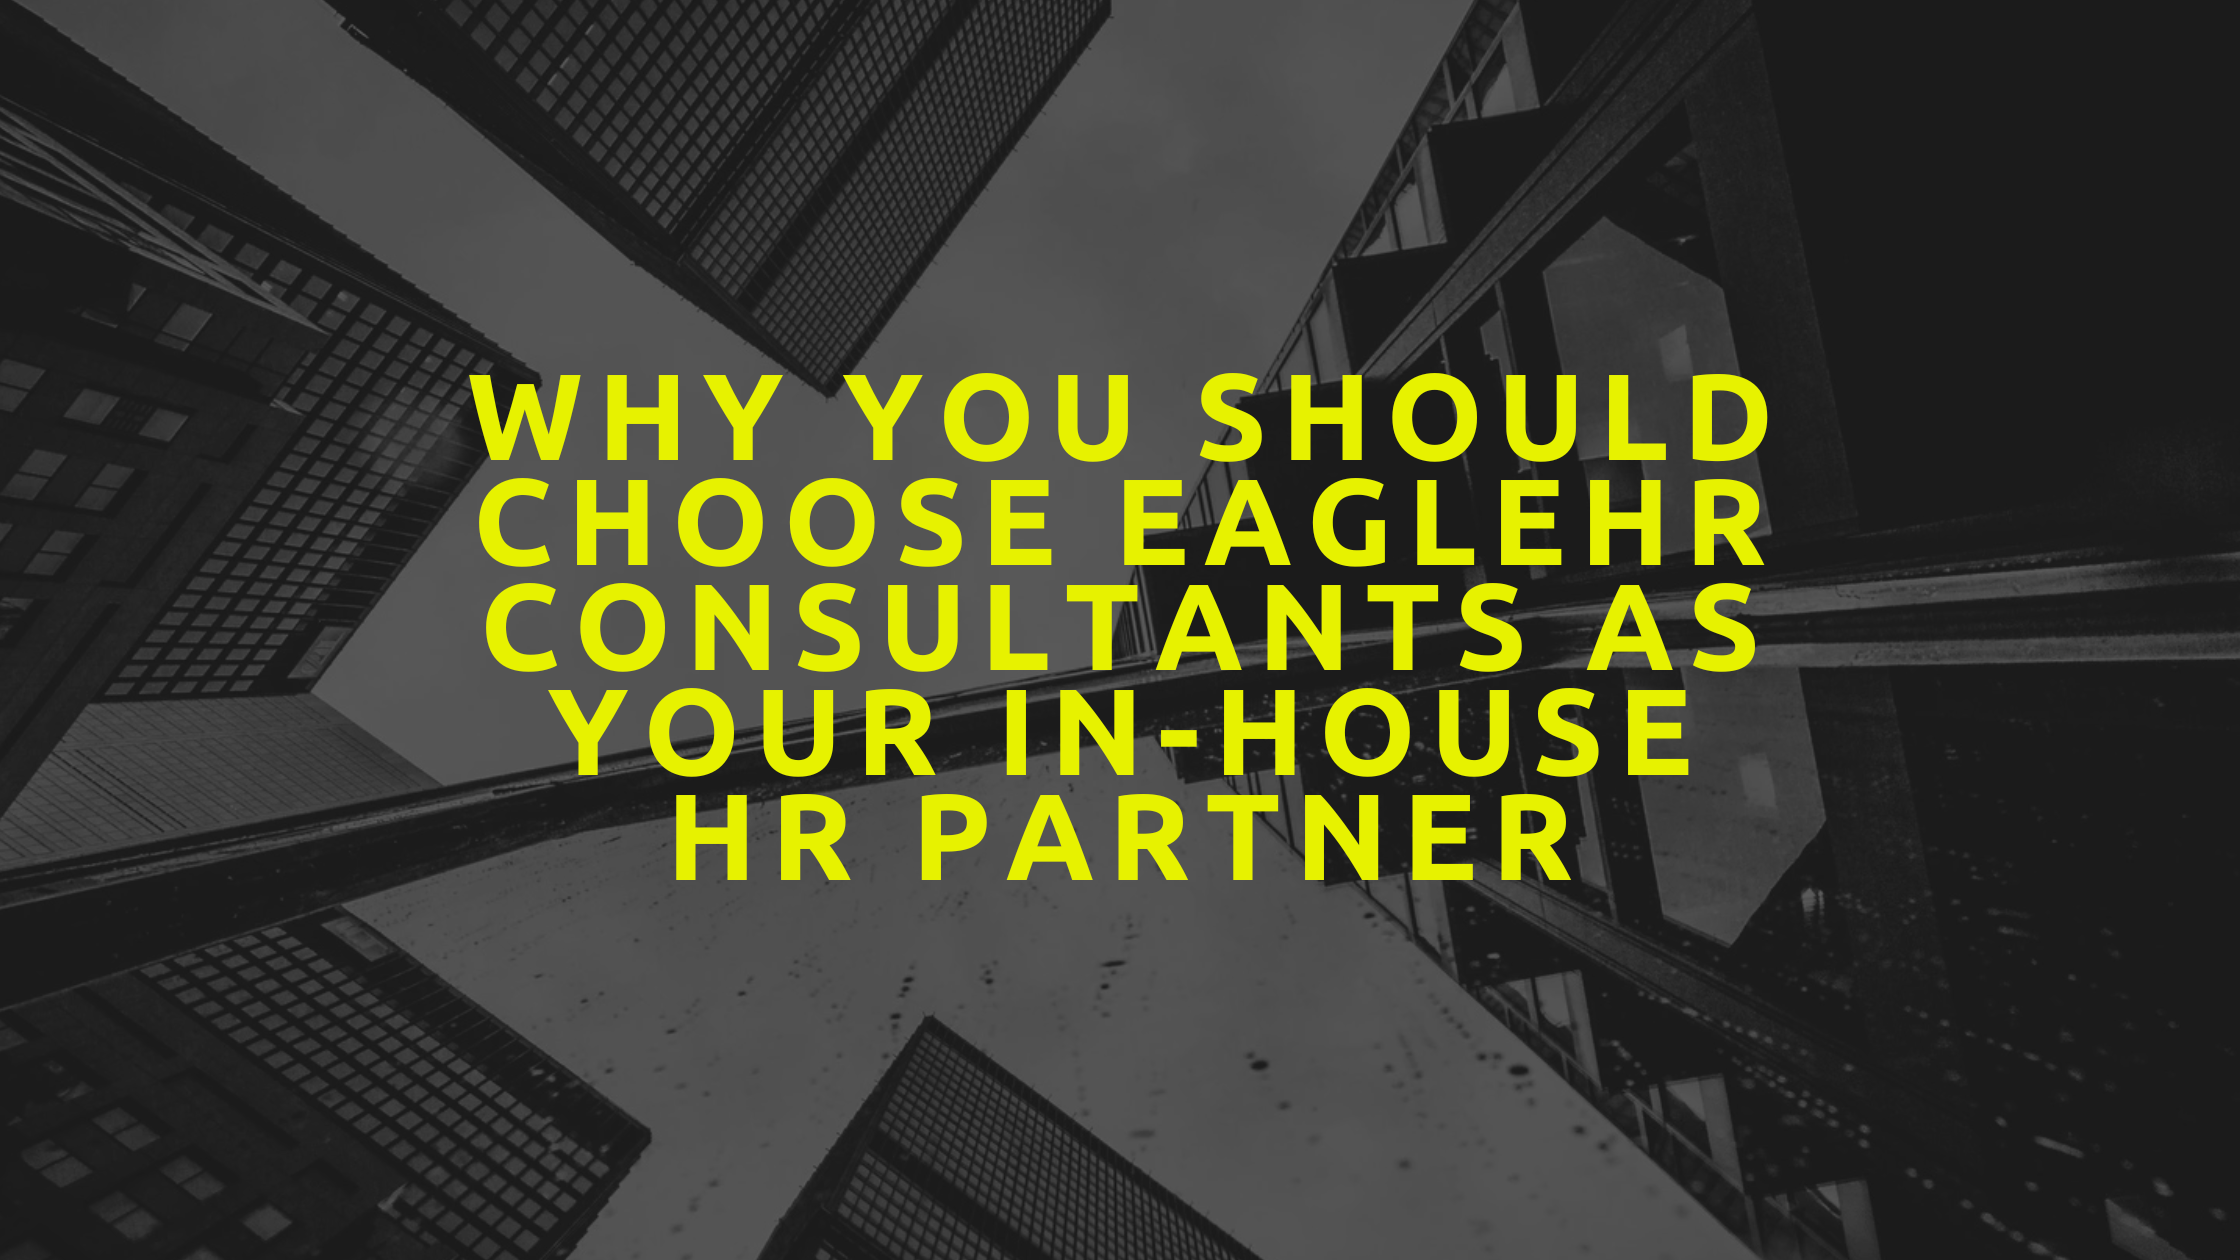 WHY YOU SHOULD
CHOOSE EAGLEHR
CONSULTANTS AS
YOUR IN-HOUSE
HR PARTNER